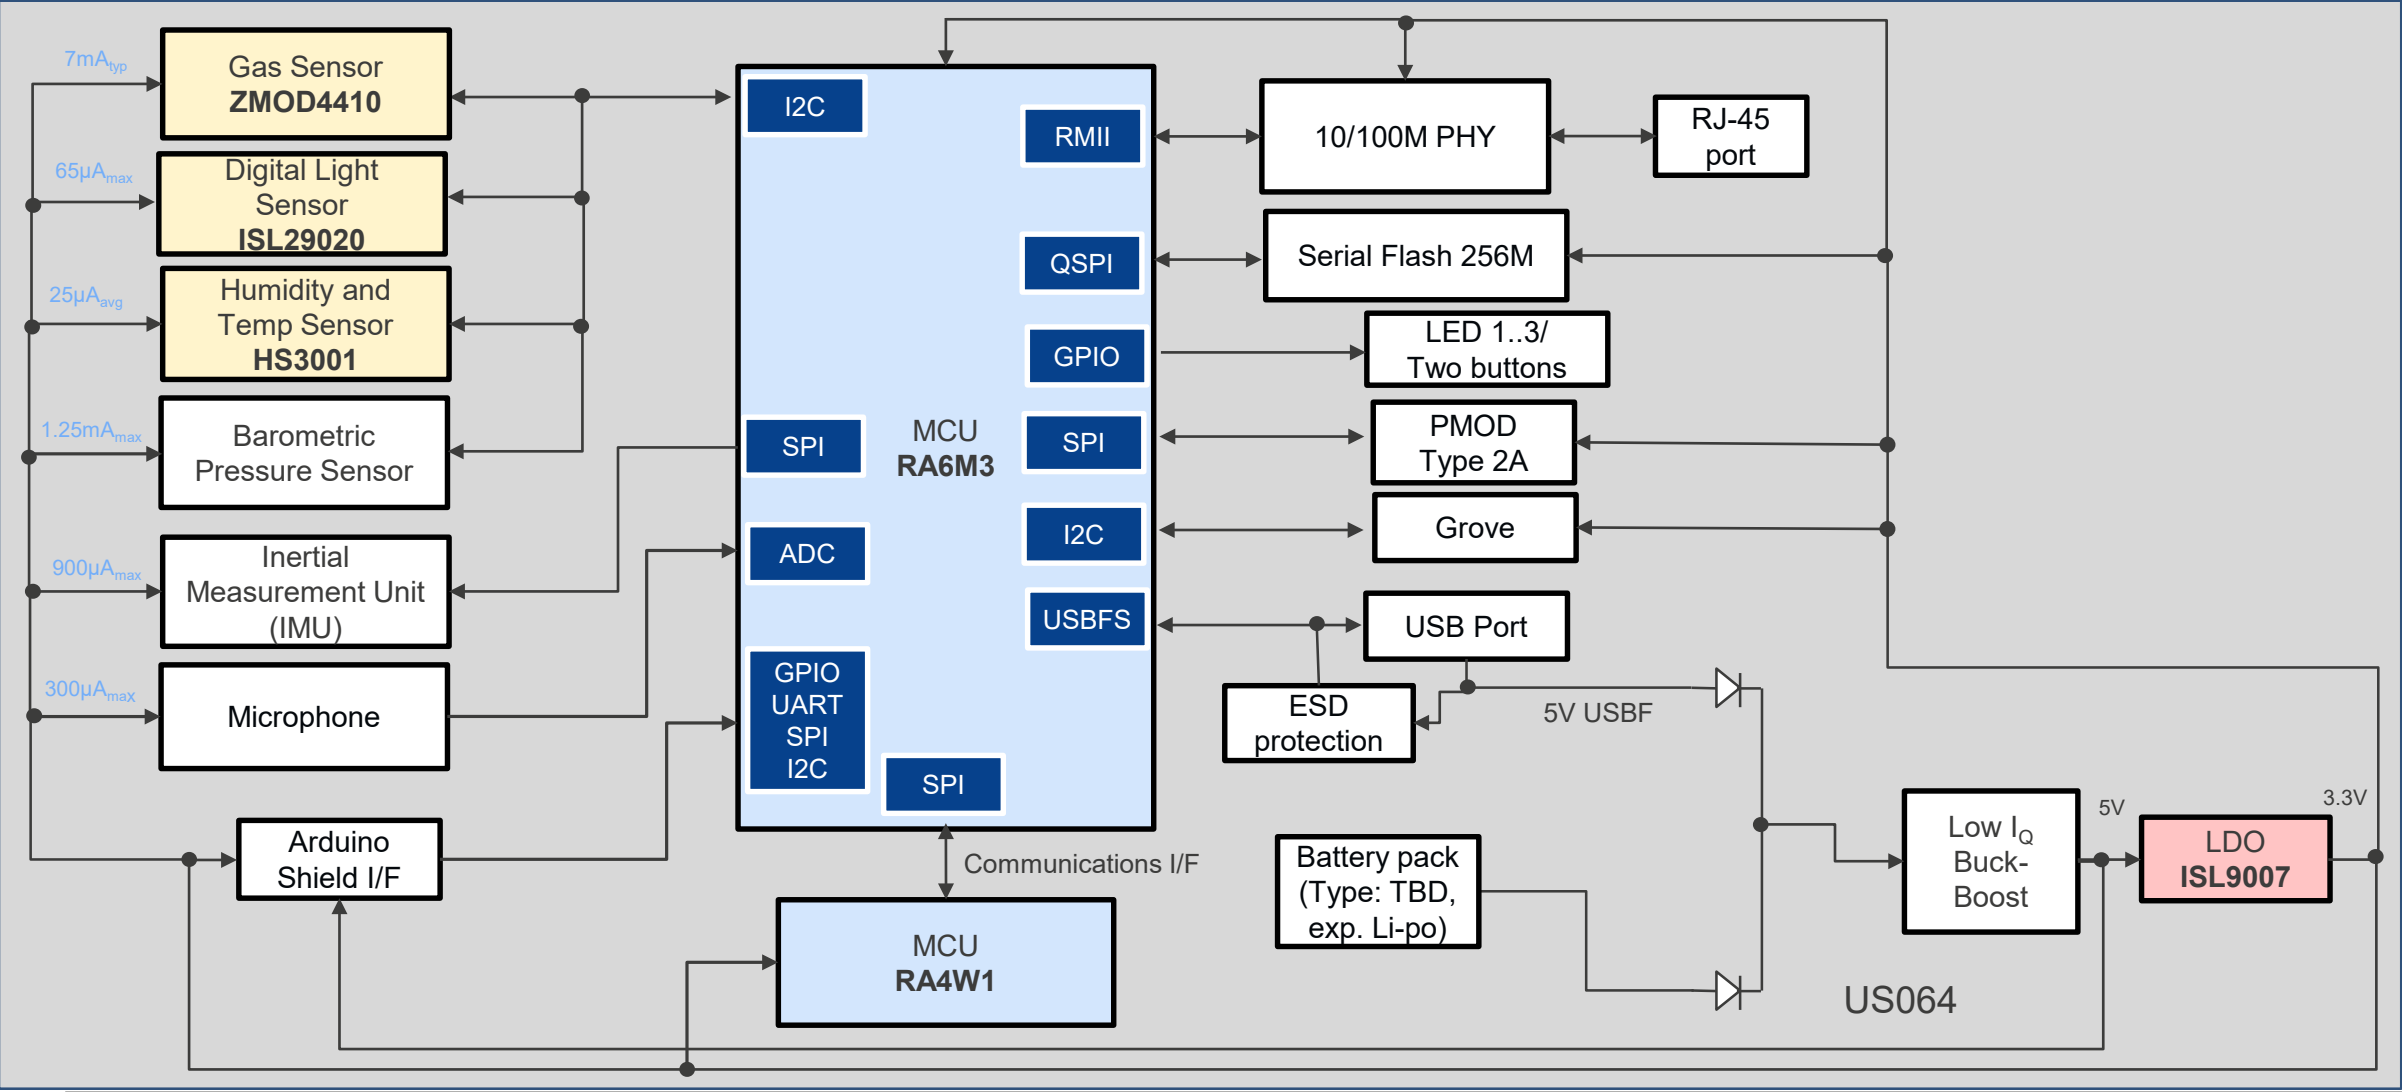 7mAtyp
Gas Sensor
ZMOD4410
65µAmax
Digital Light
Sensor
ISL29020
25µAavg
Humidity and
Temp Sensor
HS3001
1.25mAmax
Barometric
Pressure Sensor
900µAmax
Inertial
Measurement Unit
(IMU)
300µAmax
Microphone
Arduino
Shield I/F
I2C
SPI
ADC
GPIO
UART
SPI
I2C
SPI
MCU
RA6M3
RMII
QSPI
GPIO
SPI
I2C
USBFS
Communications I/F
MCU
RA4W1
10/100M PHY
RJ-45
port
Serial Flash 256M
LED 1..3/
Two buttons
PMOD
Type 2A
Grove
USB Port
ESD
protection
5V USBF
Battery pack
(Type: TBD,
exp. Li-po)
Low IQ
Buck-
Boost
5V
LDO
ISL9007
3.3V
US064